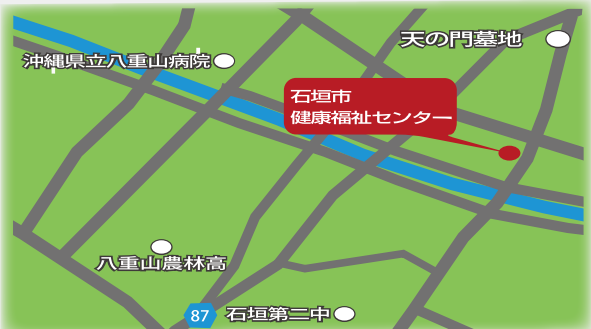 天の門墓地
沖縄県立八重山病院
石垣市
健康福祉センター
八重山農林高
87
石垣第二中